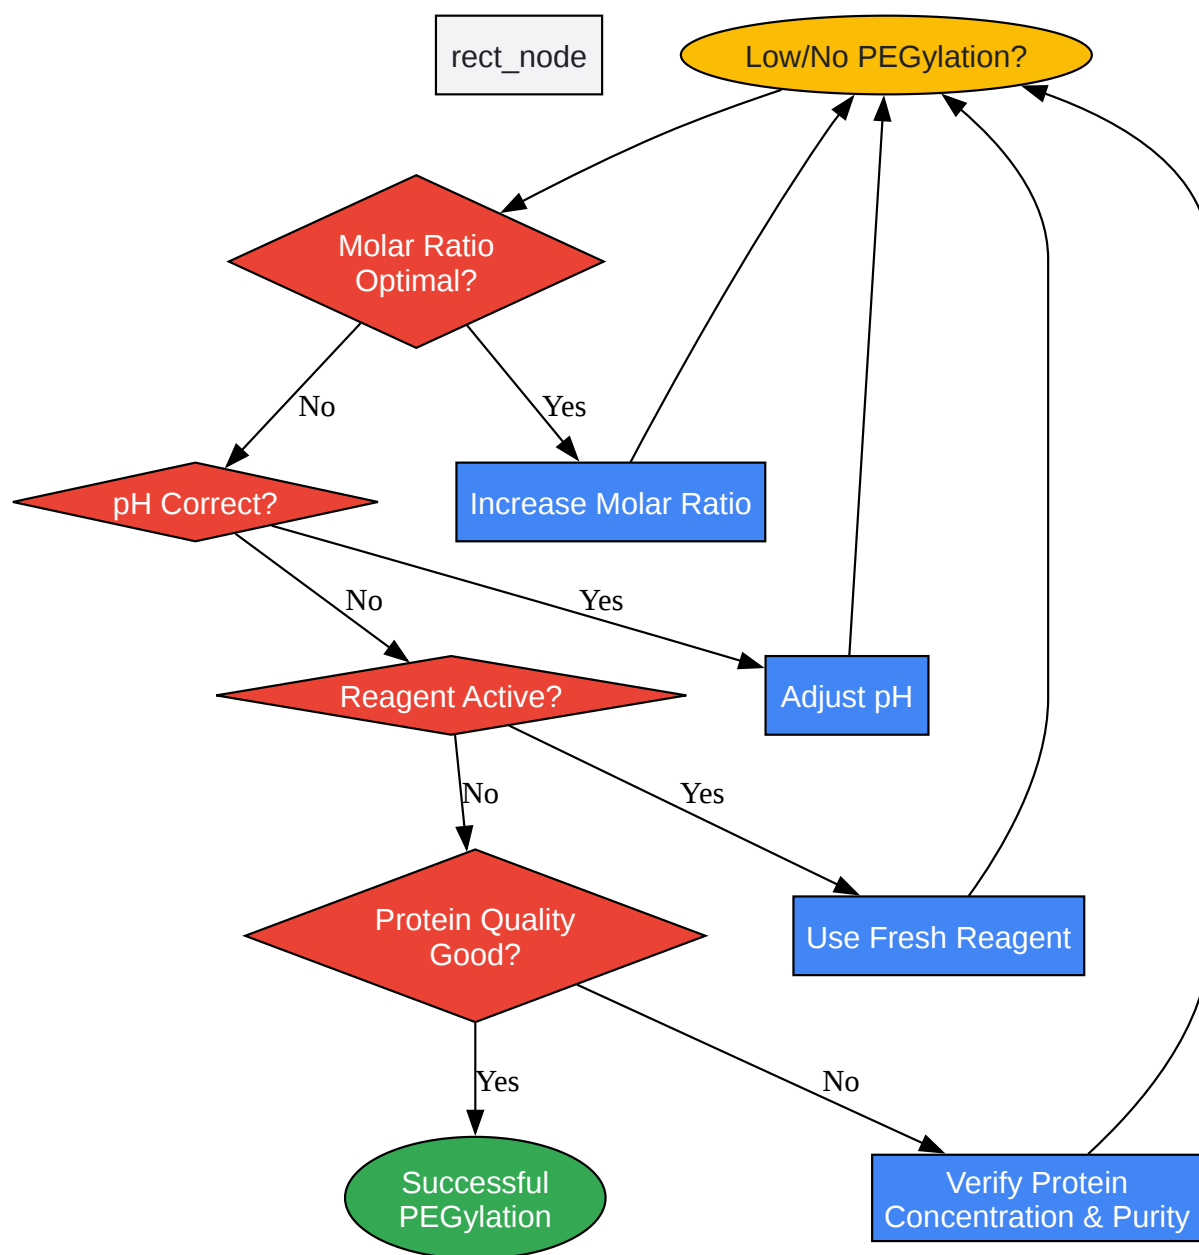 rect_node
Low/No PEGylation?
Molar Ratio
Optimal?
No
Yes
pH Correct?
Increase Molar Ratio
No
Yes
Reagent Active?
Adjust pH
No
Yes
Protein Quality
Good?
Use Fresh Reagent
Yes
No
Successful
PEGylation
Verify Protein
Concentration & Purity